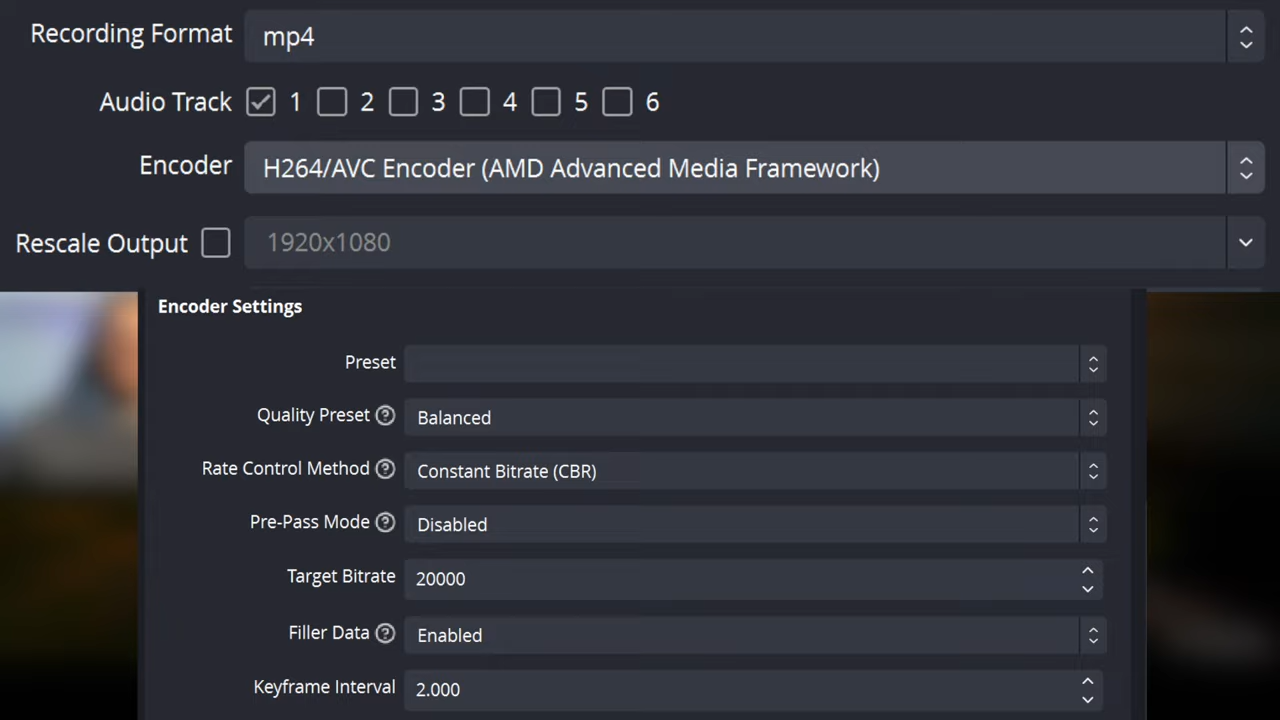 Recording Format mp4
Audio Track 1 2 3 4 5 6
Encoder H264/AVC Encoder (AMD Advanced Media Framework)
Rescale Output 1920x1080
Encoder Settings
Preset
Quality Preset ? Balanced
Rate Control Method ? Constant Bitrate (CBR)
Pre-Pass Mode ? Disabled
Target Bitrate 20000
Filler Data ? Enabled
Keyframe Interval 2.000